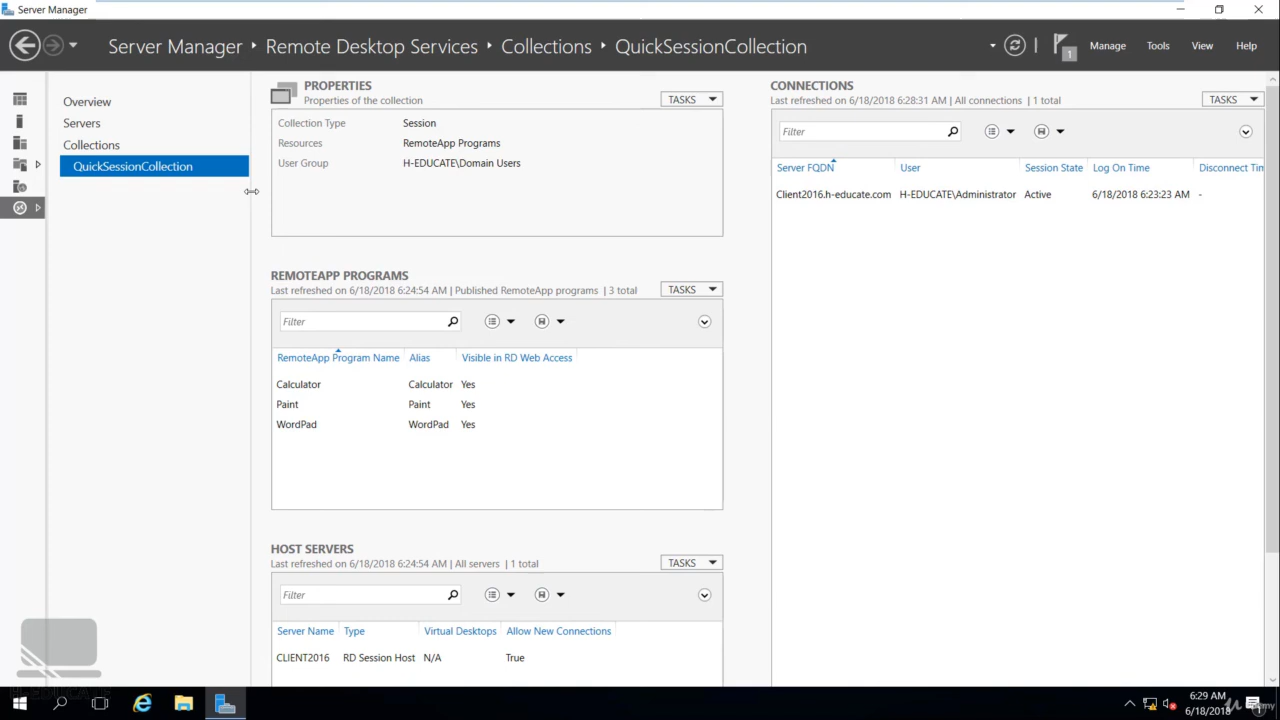 Server Manager
Server Manager ▸ Remote Desktop Services ▸ Collections ▸ QuickSessionCollection
1
Manage Tools View Help
Overview
Servers
Collections
QuickSessionCollection
PROPERTIES
Properties of the collection
TASKS
Collection Type Session
Resources RemoteApp Programs
User Group H-EDUCATE\Domain Users
REMOTEAPP PROGRAMS
Last refreshed on 6/18/2018 6:24:54 AM | Published RemoteApp programs | 3 total
TASKS
Filter
RemoteApp Program Name Alias Visible in RD Web Access
Calculator Calculator Yes
Paint Paint Yes
WordPad WordPad Yes
HOST SERVERS
Last refreshed on 6/18/2018 6:24:54 AM | All servers | 1 total
TASKS
Filter
Server Name Type Virtual Desktops Allow New Connections
CLIENT2016 RD Session Host N/A True
CONNECTIONS
Last refreshed on 6/18/2018 6:28:31 AM | All connections | 1 total
TASKS
Filter
Server FQDN User Session State Log On Time Disconnect Tim
Client2016.h-educate.com H-EDUCATE\Administrator Active 6/18/2018 6:23:23 AM -
H-EDUCATE
6:29 AM
6/18/2018